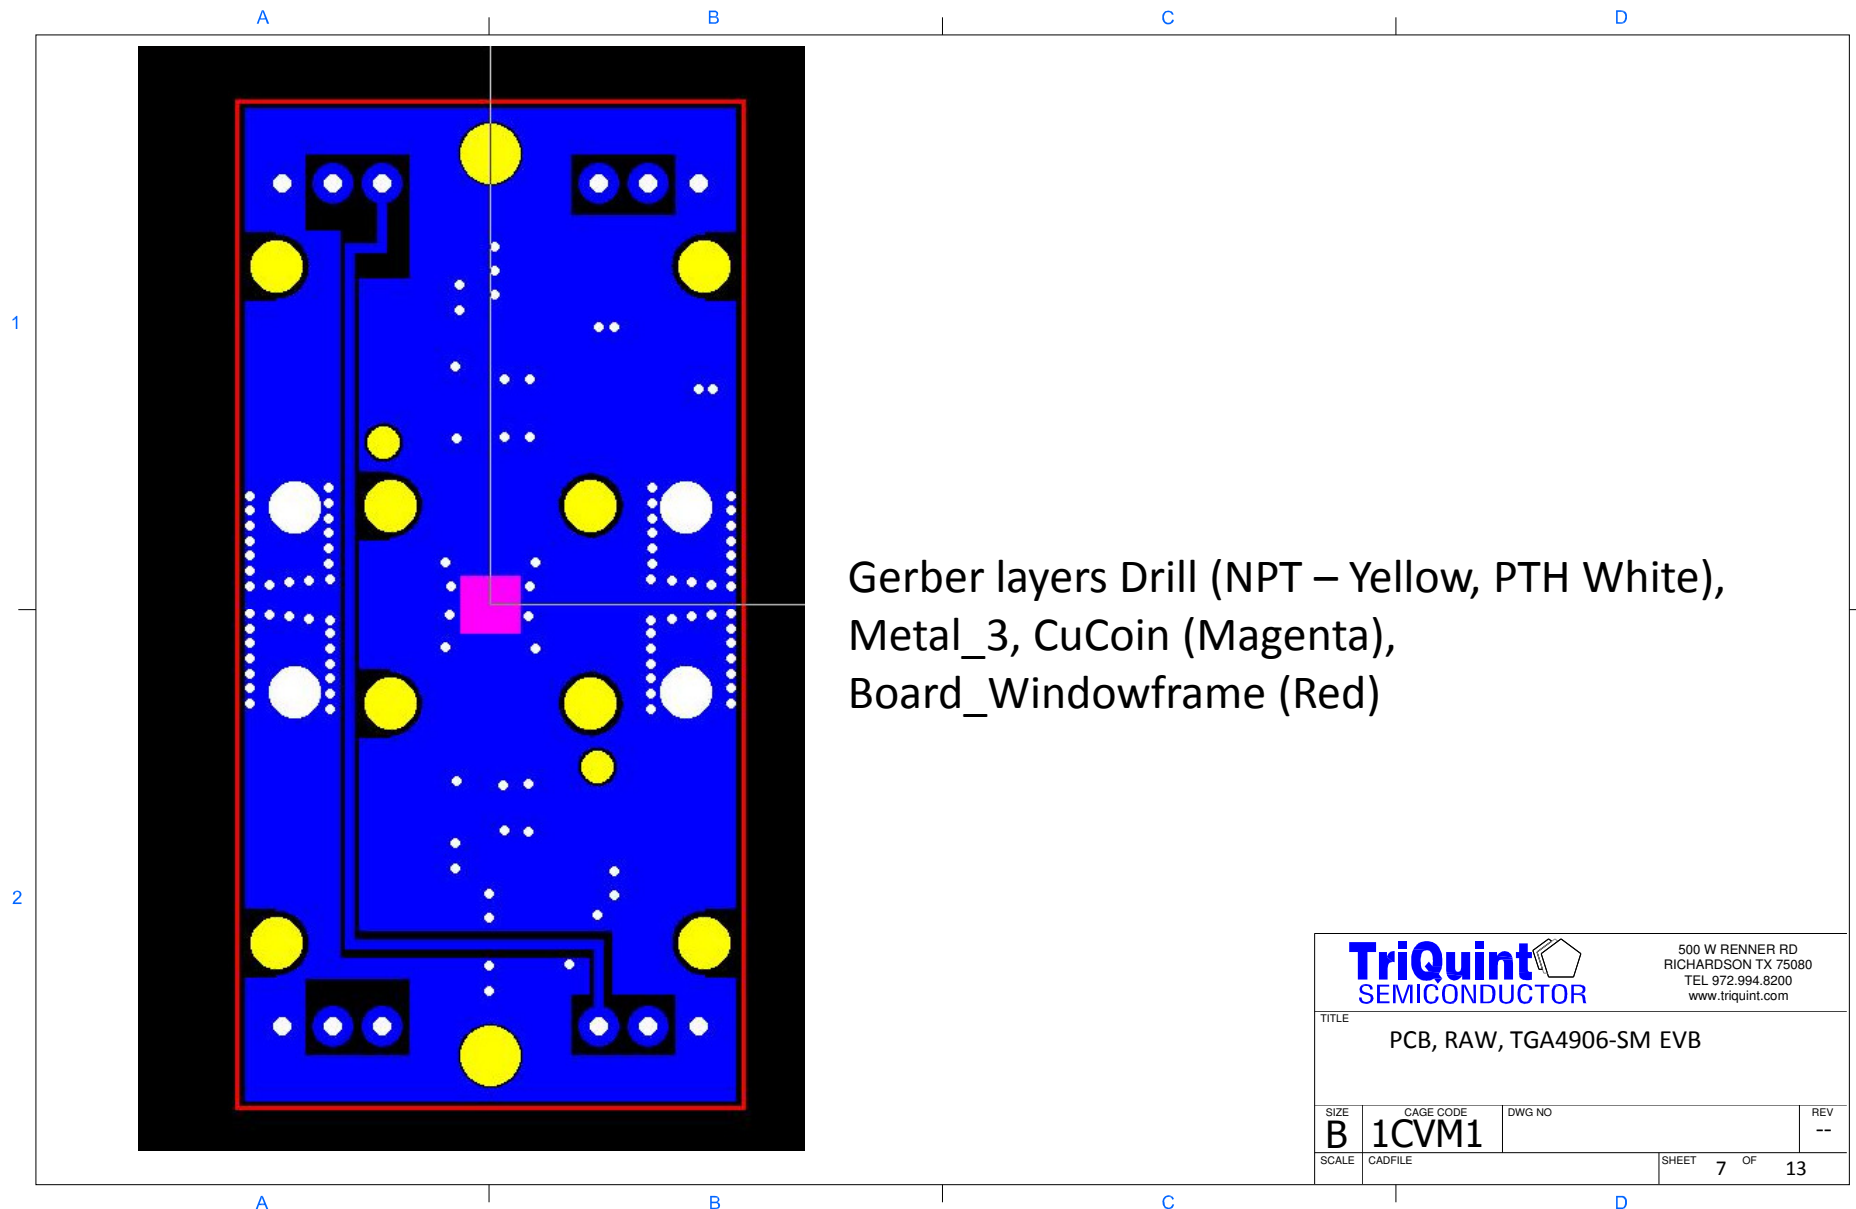 A B C D
1
Gerber layers Drill (NPT – Yellow, PTH White),
Metal_3, CuCoin (Magenta),
Board_Windowframe (Red)
2
TriQuint
SEMICONDUCTOR
500 W RENNER RD
RICHARDSON TX 75080
TEL 972.994.8200
www.triquint.com
TITLE
PCB, RAW, TGA4906-SM EVB
SIZE CAGE CODE DWG NO REV
B 1CVM1 --
SCALE CADFILE SHEET 7 OF 13
A B C D